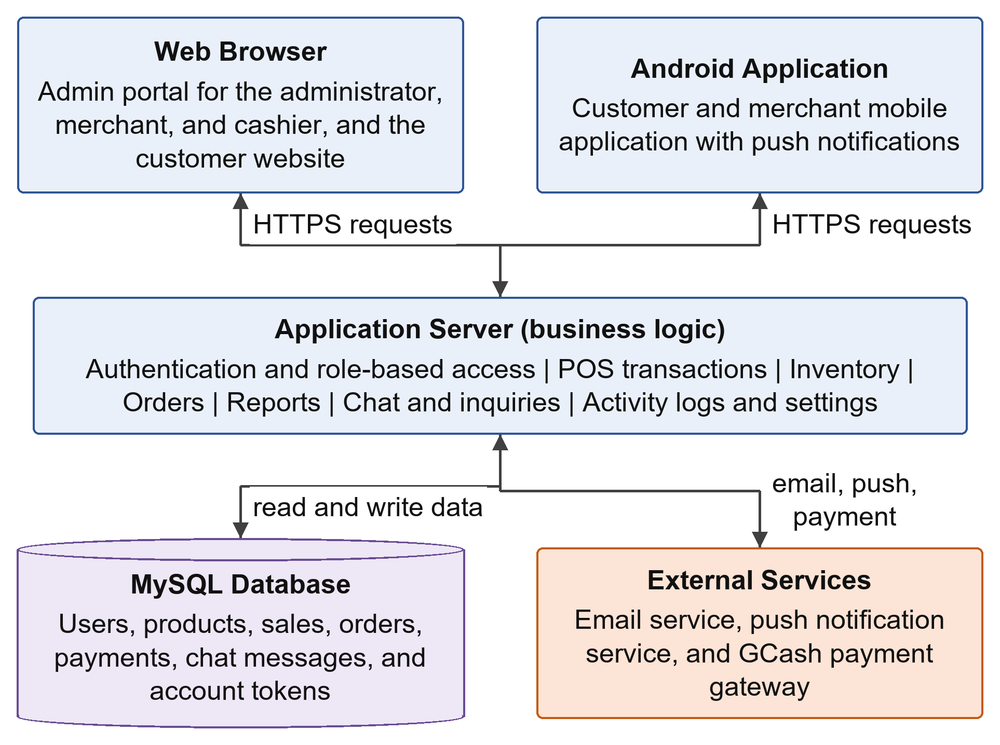 Web Browser
Admin portal for the administrator,
merchant, and cashier, and the
customer website
Android Application
Customer and merchant mobile
application with push notifications
HTTPS requests
HTTPS requests
Application Server (business logic)
Authentication and role-based access | POS transactions | Inventory |
Orders | Reports | Chat and inquiries | Activity logs and settings
read and write data
email, push,
payment
MySQL Database
Users, products, sales, orders,
payments, chat messages, and
account tokens
External Services
Email service, push notification
service, and GCash payment
gateway